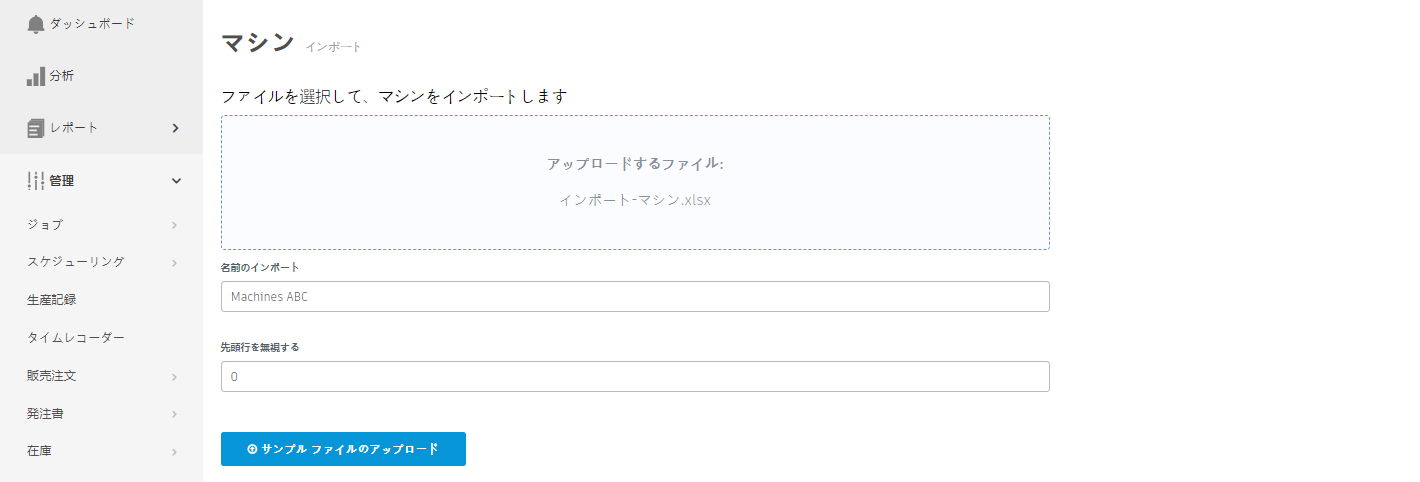 ダッシュボード
分析
レポート
管理
ジョブ
スケジューリング
生産記録
タイムレコーダー
販売注文
発注書
在庫
マシン インポート
ファイルを選択して、マシンをインポートします
アップロードするファイル:
インポート-マシン.xlsx
名前のインポート
Machines ABC
先頭行を無視する
0
サンプル ファイルのアップロード